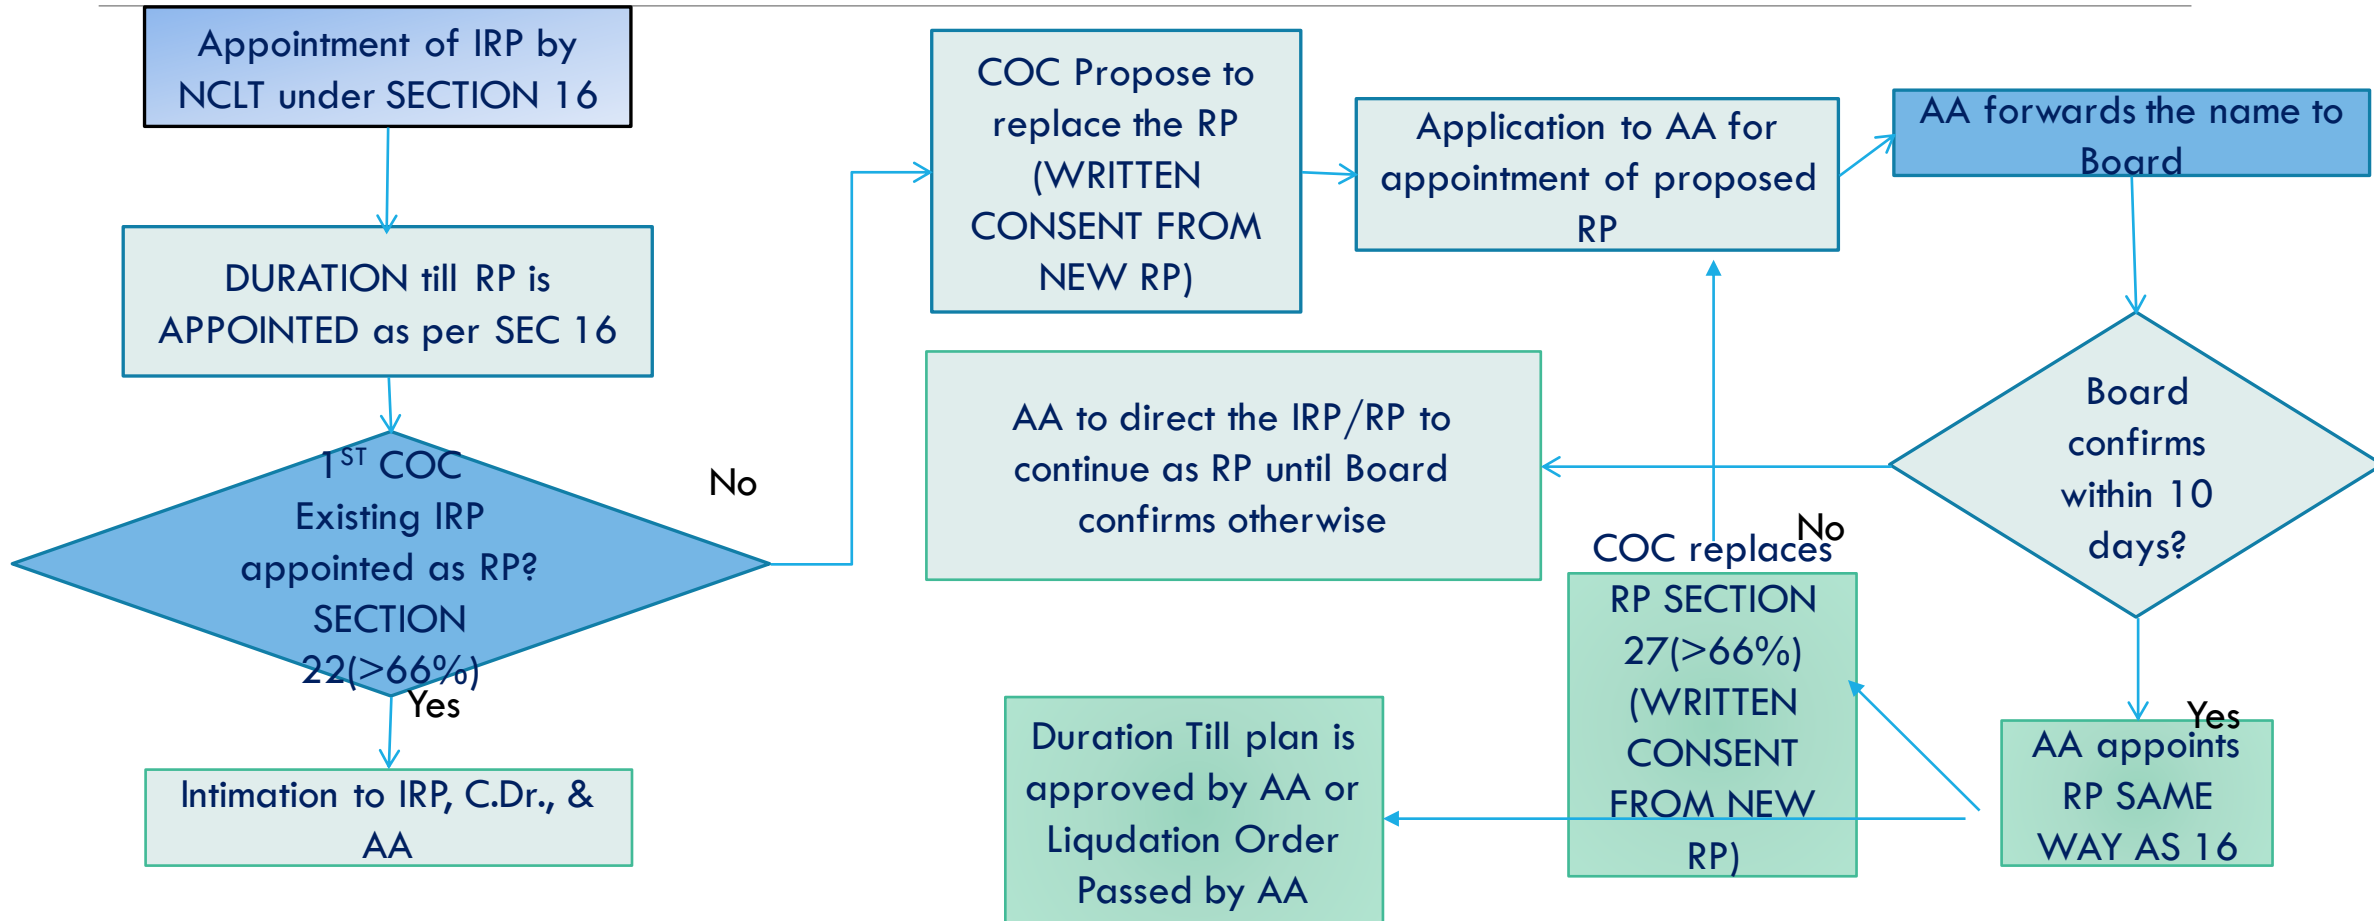 Appointment of IRP by
NCLT under SECTION 16
DURATION till RP is
APPOINTED as per SEC 16
1ST COC
Existing IRP
appointed as RP?
SECTION
22(>66%)
No
Yes
Intimation to IRP, C.Dr., &
AA
COC Propose to
replace the RP
(WRITTEN
CONSENT FROM
NEW RP)
Application to AA for
appointment of proposed
RP
AA forwards the name to
Board
Board
confirms
within 10
days?
No
Yes
AA to direct the IRP/RP to
continue as RP until Board
confirms otherwise
AA appoints
RP SAME
WAY AS 16
COC replaces
RP SECTION
27(>66%)
(WRITTEN
CONSENT
FROM NEW
RP)
Duration Till plan is
approved by AA or
Liqudation Order
Passed by AA